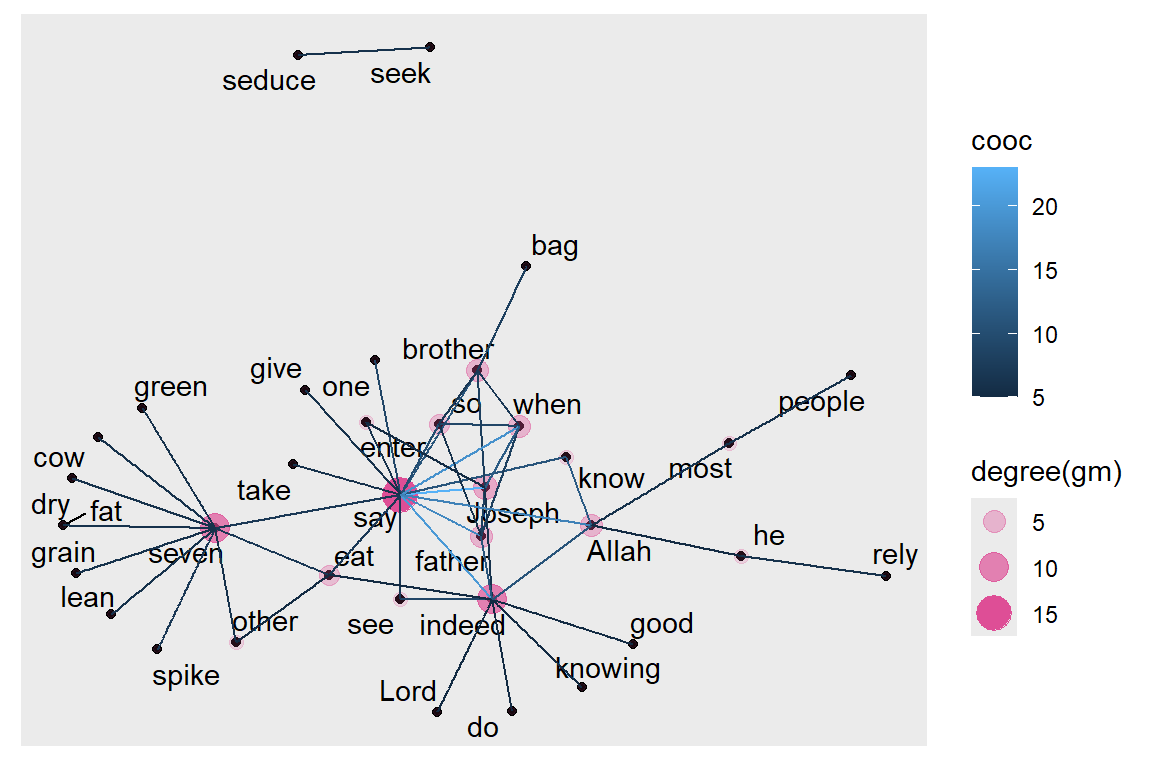 seduce
seek
bag
brother
give
one
so
when
green
people
enter
cow
know
most
take
dry
fat
say
Joseph
seven
eat
father
Allah
he
rely
grain
lean
other
see
indeed
good
spike
knowing
Lord
do
cooc
20
15
10
5
degree(gm)
5
10
15